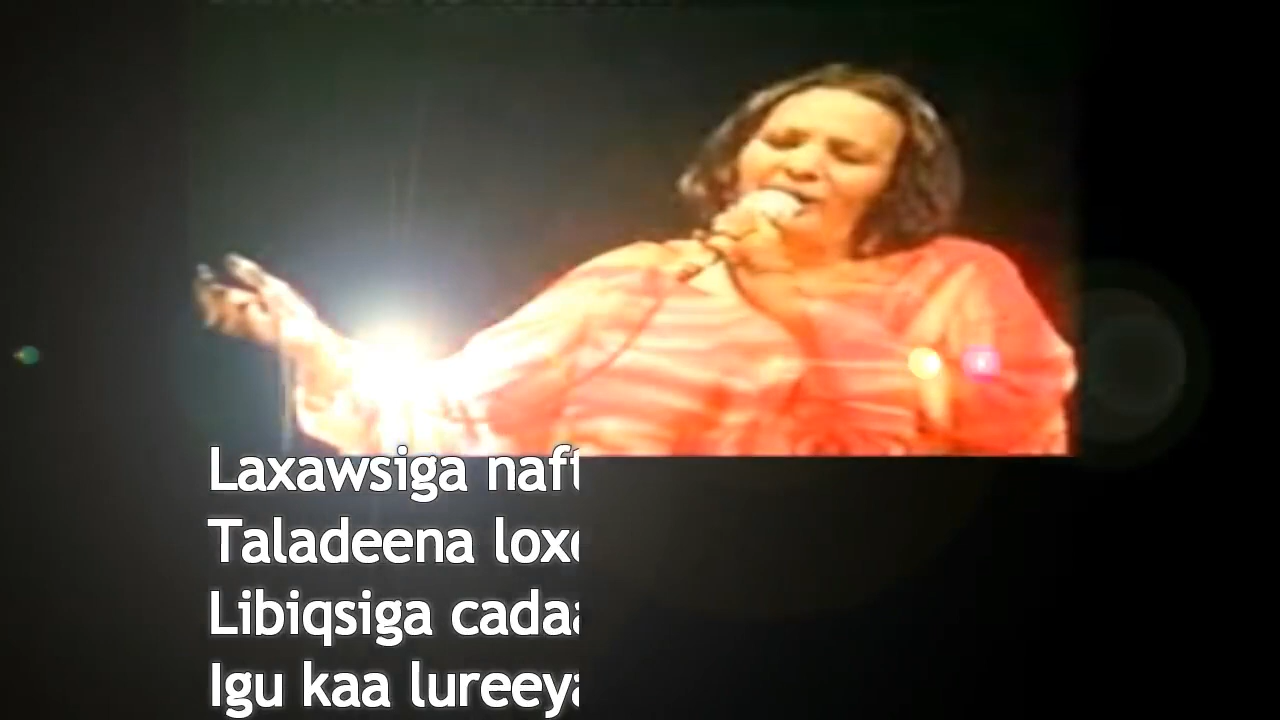 Laxawsiga naf
Taladeena lox
Libiqsiga cada
Igu kaa lureey